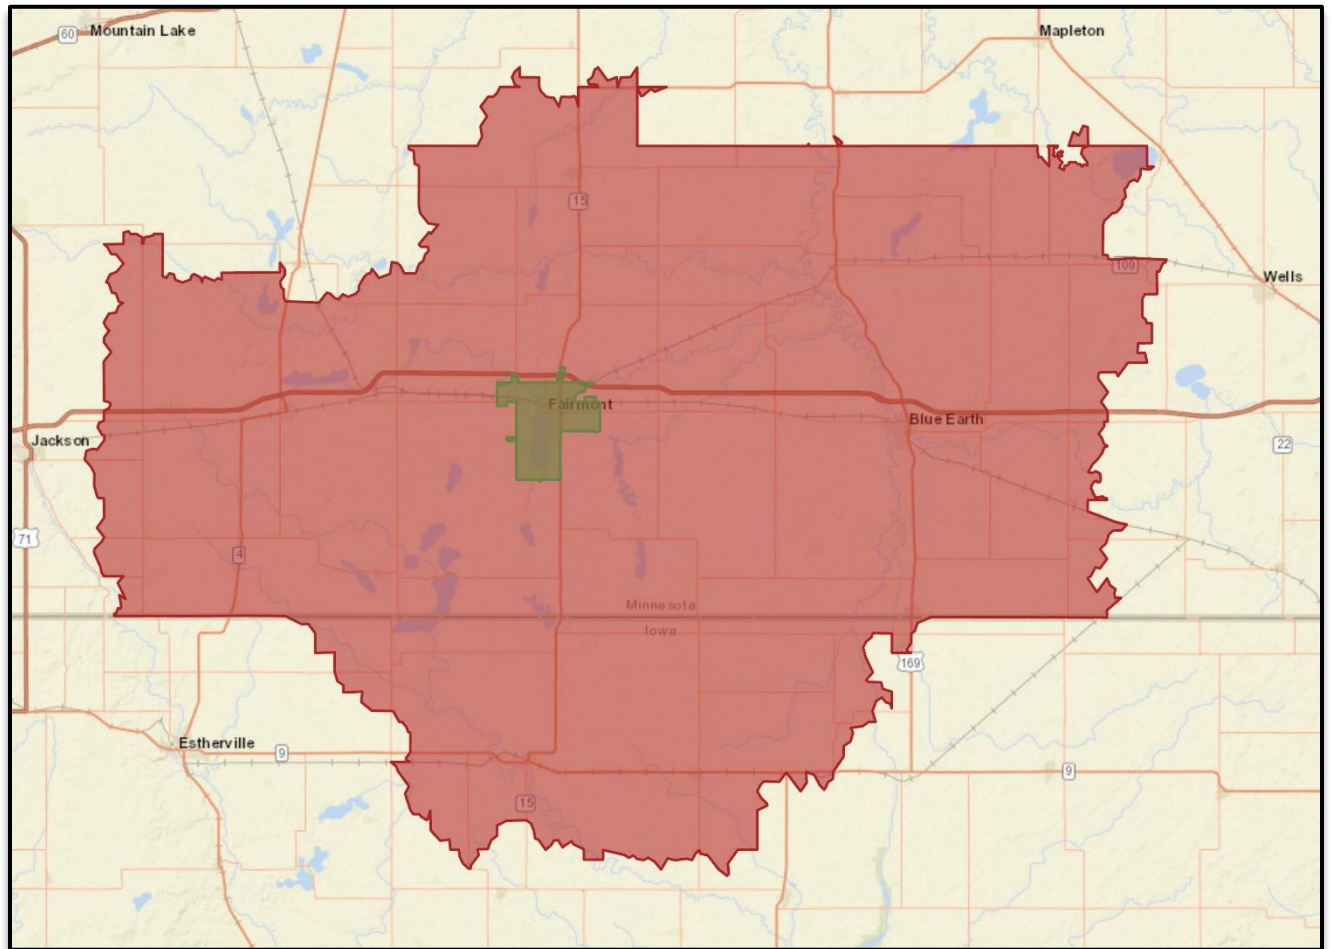 60
Mountain Lake
Mapleton
15
109
Wells
Fairmont
Blue Earth
Jackson
22
71
4
Minnesota
Iowa
169
Estherville
9
9
15